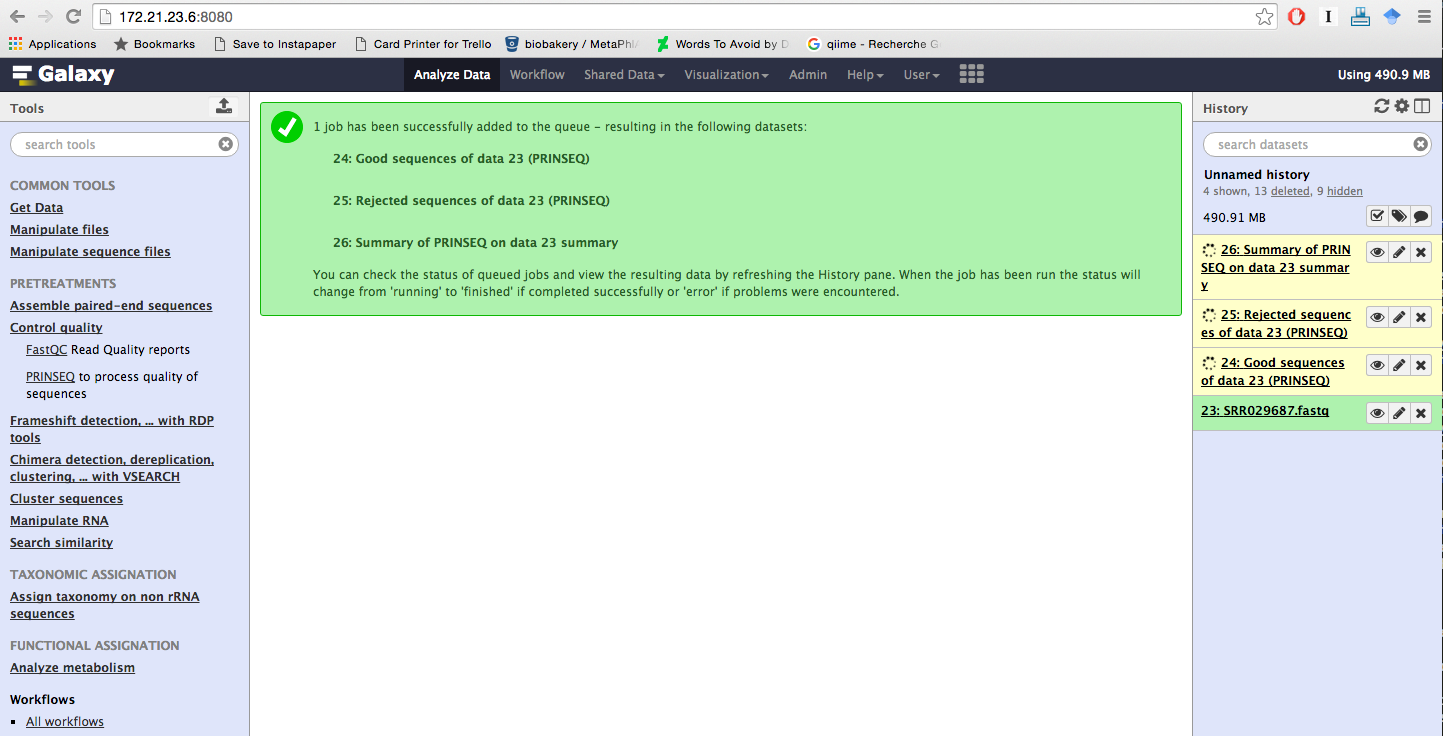 172.21.23.6:8080
Applications Bookmarks Save to Instapaper Card Printer for Trello biobakery / MetaPhl Words To Avoid by qiime - Recherche
Galaxy Analyze Data Workflow Shared Data Visualization Admin Help User Using 490.9 MB
Tools
search tools
COMMON TOOLS
Get Data
Manipulate files
Manipulate sequence files
PRETREATMENTS
Assemble paired-end sequences
Control quality
FastQC Read Quality reports
PRINSEQ to process quality of
sequences
Frameshift detection, ... with RDP
tools
Chimera detection, dereplication,
clustering, ... with VSEARCH
Cluster sequences
Manipulate RNA
Search similarity
TAXONOMIC ASSIGNATION
Assign taxonomy on non rRNA
sequences
FUNCTIONAL ASSIGNATION
Analyze metabolism
Workflows
All workflows
1 job has been successfully added to the queue - resulting in the following datasets:
24: Good sequences of data 23 (PRINSEQ)
25: Rejected sequences of data 23 (PRINSEQ)
26: Summary of PRINSEQ on data 23 summary
You can check the status of queued jobs and view the resulting data by refreshing the History pane. When the job has been run the status will
change from 'running' to 'finished' if completed successfully or 'error' if problems were encountered.
History
search datasets
Unnamed history
4 shown, 13 deleted, 9 hidden
490.91 MB
26: Summary of PRIN
SEQ on data 23 summar
y
25: Rejected sequenc
es of data 23 (PRINSEQ)
24: Good sequences
of data 23 (PRINSEQ)
23: SRR029687.fastq